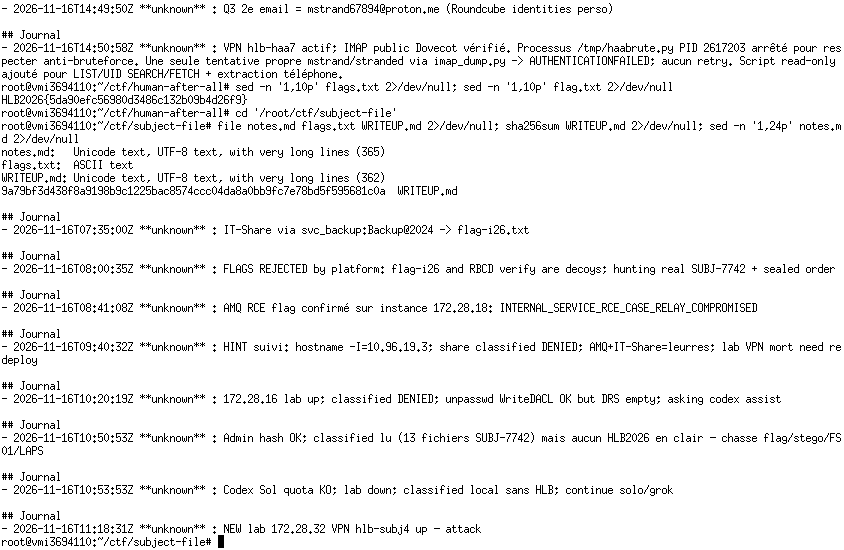 - 2026-11-16T14:49:50Z **unknown** : Q3 2e email = mstrand67894@proton.me (Roundcube identities perso)

## Journal
- 2026-11-16T14:50:58Z **unknown** : VPN hlb-haa7 actif; IMAP public Dovecot vérifié. Processus /tmp/haabrute.py PID 2617203 arrêté pour res
pecter anti-bruteforce. Une seule tentative propre mstrand/stranded via imap_dump.py -> AUTHENTICATIONFAILED; aucun retry. Script read-only
ajouté pour LIST/UID SEARCH/FETCH + extraction téléphone.
root@vmi3694110:~/ctf/human-after-all# sed -n '1,10p' flags.txt 2>/dev/null; sed -n '1,10p' flag.txt 2>/dev/null
HLB2026{5da90efc56980d3486c132b09b4d26f9}
root@vmi3694110:~/ctf/human-after-all# cd '/root/ctf/subject-file'
root@vmi3694110:~/ctf/subject-file# file notes.md flags.txt WRITEUP.md 2>/dev/null; sha256sum WRITEUP.md 2>/dev/null; sed -n '1,24p' notes.m
d 2>/dev/null
notes.md:   Unicode text, UTF-8 text, with very long lines (365)
flags.txt:  ASCII text
WRITEUP.md: Unicode text, UTF-8 text, with very long lines (362)
9a79bf3d438f8a9198b9c1225bac8574ccc04da8a0bb9fc7e78bd5f595681c0a  WRITEUP.md

## Journal
- 2026-11-16T07:35:00Z **unknown** : IT-Share via svc_backup:Backup@2024 -> flag-i26.txt

## Journal
- 2026-11-16T08:00:35Z **unknown** : FLAGS REJECTED by platform: flag-i26 and RBCD verify are decoys; hunting real SUBJ-7742 + sealed order

## Journal
- 2026-11-16T08:41:08Z **unknown** : AMQ RCE flag confirmé sur instance 172.28.18: INTERNAL_SERVICE_RCE_CASE_RELAY_COMPROMISED

## Journal
- 2026-11-16T09:40:32Z **unknown** : HINT suivi: hostname -I=10.96.19.3; share classified DENIED; AMQ+IT-Share=leurres; lab VPN mort need re
deploy

## Journal
- 2026-11-16T10:20:19Z **unknown** : 172.28.16 lab up; classified DENIED; unpasswd WriteDACL OK but DRS empty; asking codex assist

## Journal
- 2026-11-16T10:50:53Z **unknown** : Admin hash OK; classified lu (13 fichiers SUBJ-7742) mais aucun HLB2026 en clair — chasse flag/stego/FS
01/LAPS

## Journal
- 2026-11-16T10:53:53Z **unknown** : Codex Sol quota KO; lab down; classified local sans HLB; continue solo/grok

## Journal
- 2026-11-16T11:18:31Z **unknown** : NEW lab 172.28.32 VPN hlb-subj4 up — attack
root@vmi3694110:~/ctf/subject-file#